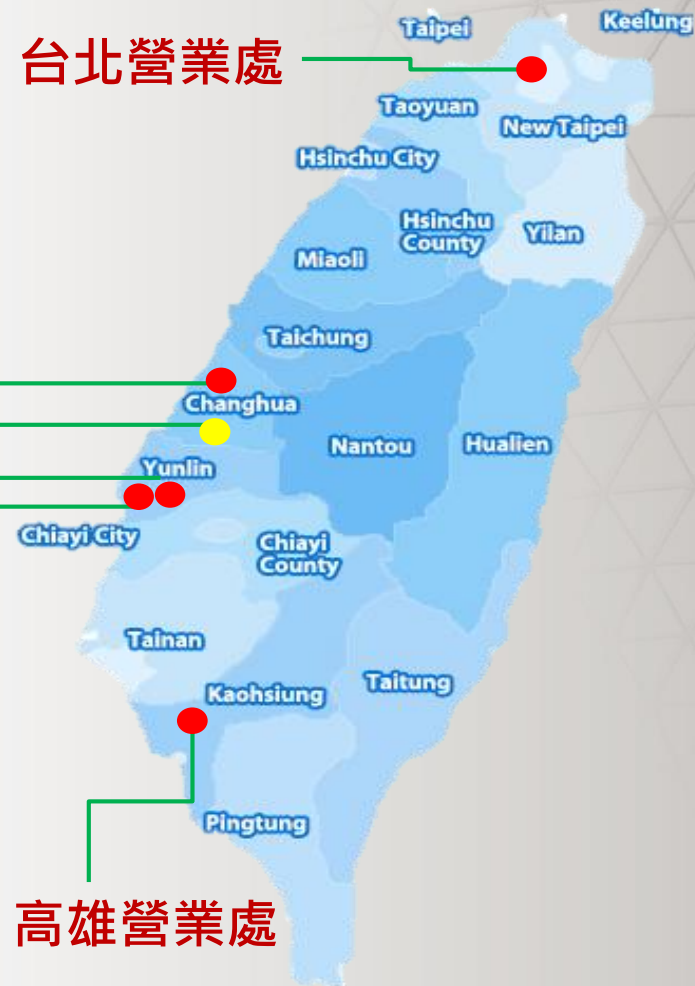 Taipei
Keelung
台北營業處
Taoyuan
New Taipei
Hsinchu City
Hsinchu
County
Yilan
Miaoli
Taichung
Changhua
Nantou
Hualien
Yunlin
Chiayi City
Chiayi
County
Tainan
Kaohsiung
Taitung
Pingtung
高雄營業處